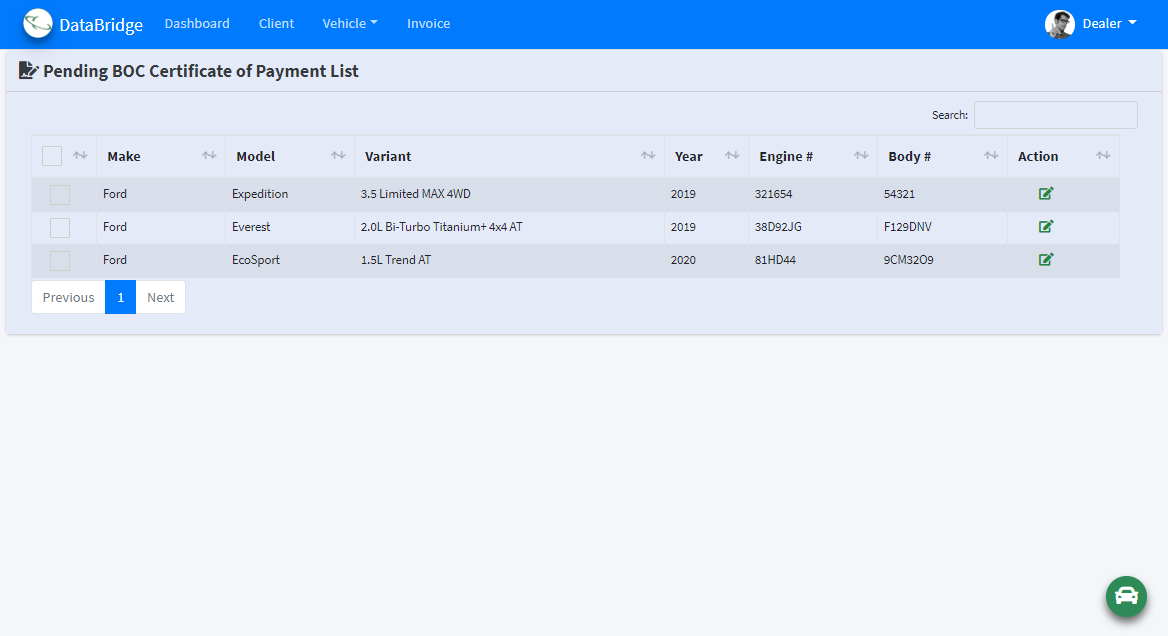 DataBridge Dashboard Client Vehicle Invoice Dealer
Pending BOC Certificate of Payment List
Search:
Make Model Variant Year Engine # Body # Action
Ford Expedition 3.5 Limited MAX 4WD 2019 321654 54321
Ford Everest 2.0L Bi-Turbo Titanium+ 4x4 AT 2019 38D92JG F129DNV
Ford EcoSport 1.5L Trend AT 2020 81HD44 9CM32O9
Previous 1 Next